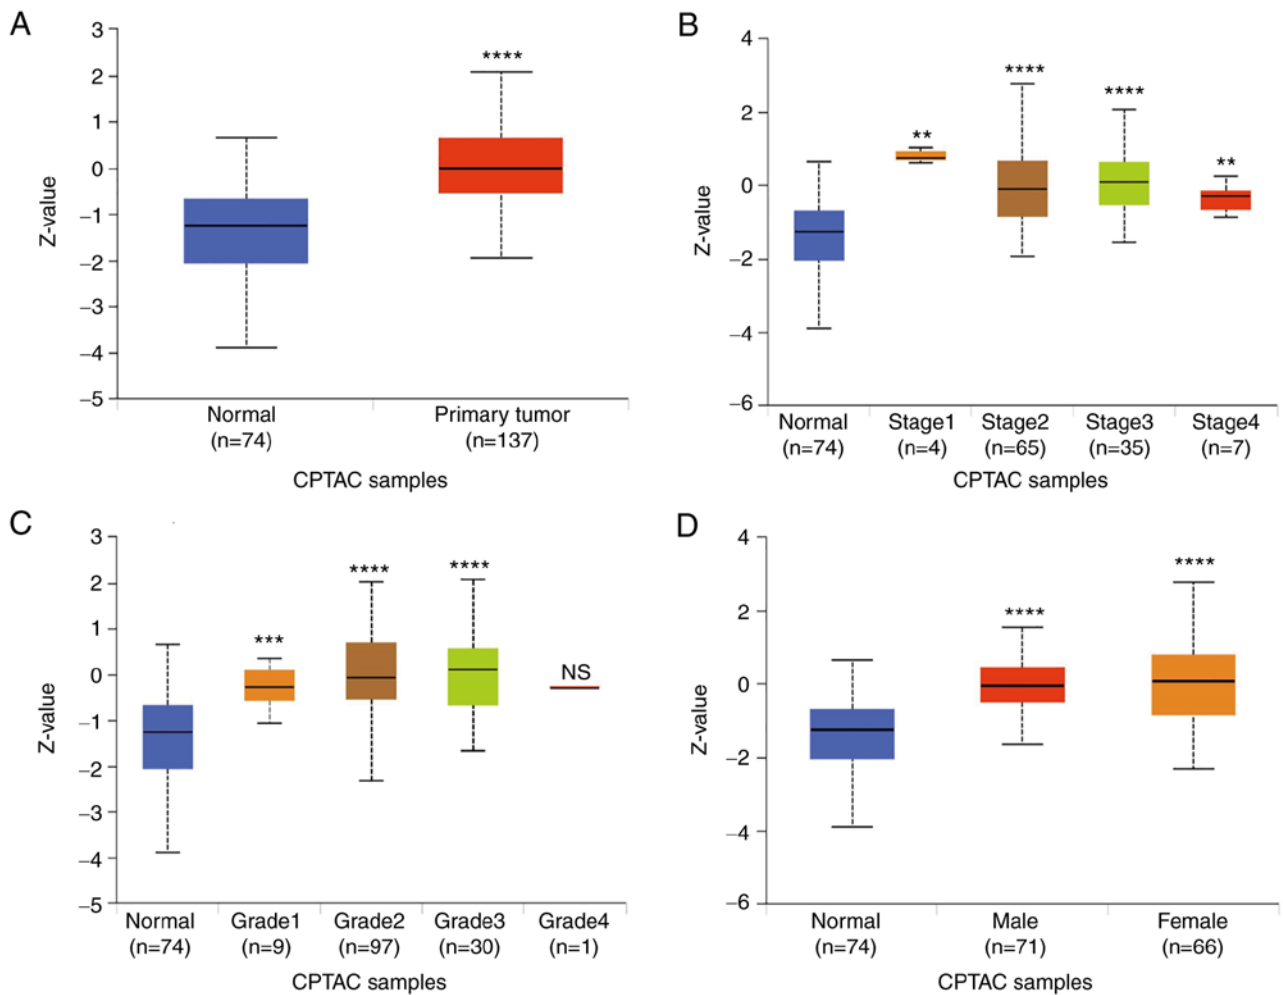 A
3
2
1
0
−1
−2
−3
−4
−5
Z-value
****
Normal
(n=74)
Primary tumor
(n=137)
CPTAC samples
B
4
2
0
−2
−4
−6
Z-value
**
****
****
**
Normal
(n=74)
Stage1
(n=4)
Stage2
(n=65)
Stage3
(n=35)
Stage4
(n=7)
CPTAC samples
C
3
2
1
0
−1
−2
−3
−4
−5
Z-value
***
****
****
NS
Normal
(n=74)
Grade1
(n=9)
Grade2
(n=97)
Grade3
(n=30)
Grade4
(n=1)
CPTAC samples
D
4
2
0
−2
−4
−6
Z-value
****
****
Normal
(n=74)
Male
(n=71)
Female
(n=66)
CPTAC samples